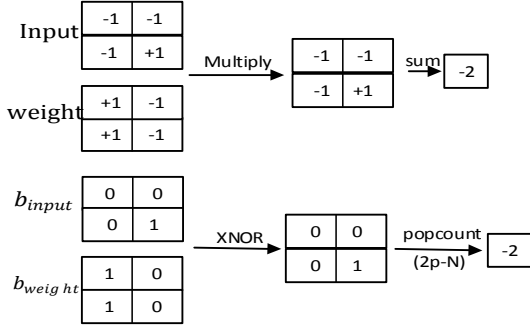 Input
-1 -1
-1 +1
weight
+1 -1
+1 -1
Multiply
-1 -1
-1 +1
sum
-2
b_input
0 0
0 1
b_weight
1 0
1 0
XNOR
0 0
0 1
popcount
(2p-N)
-2